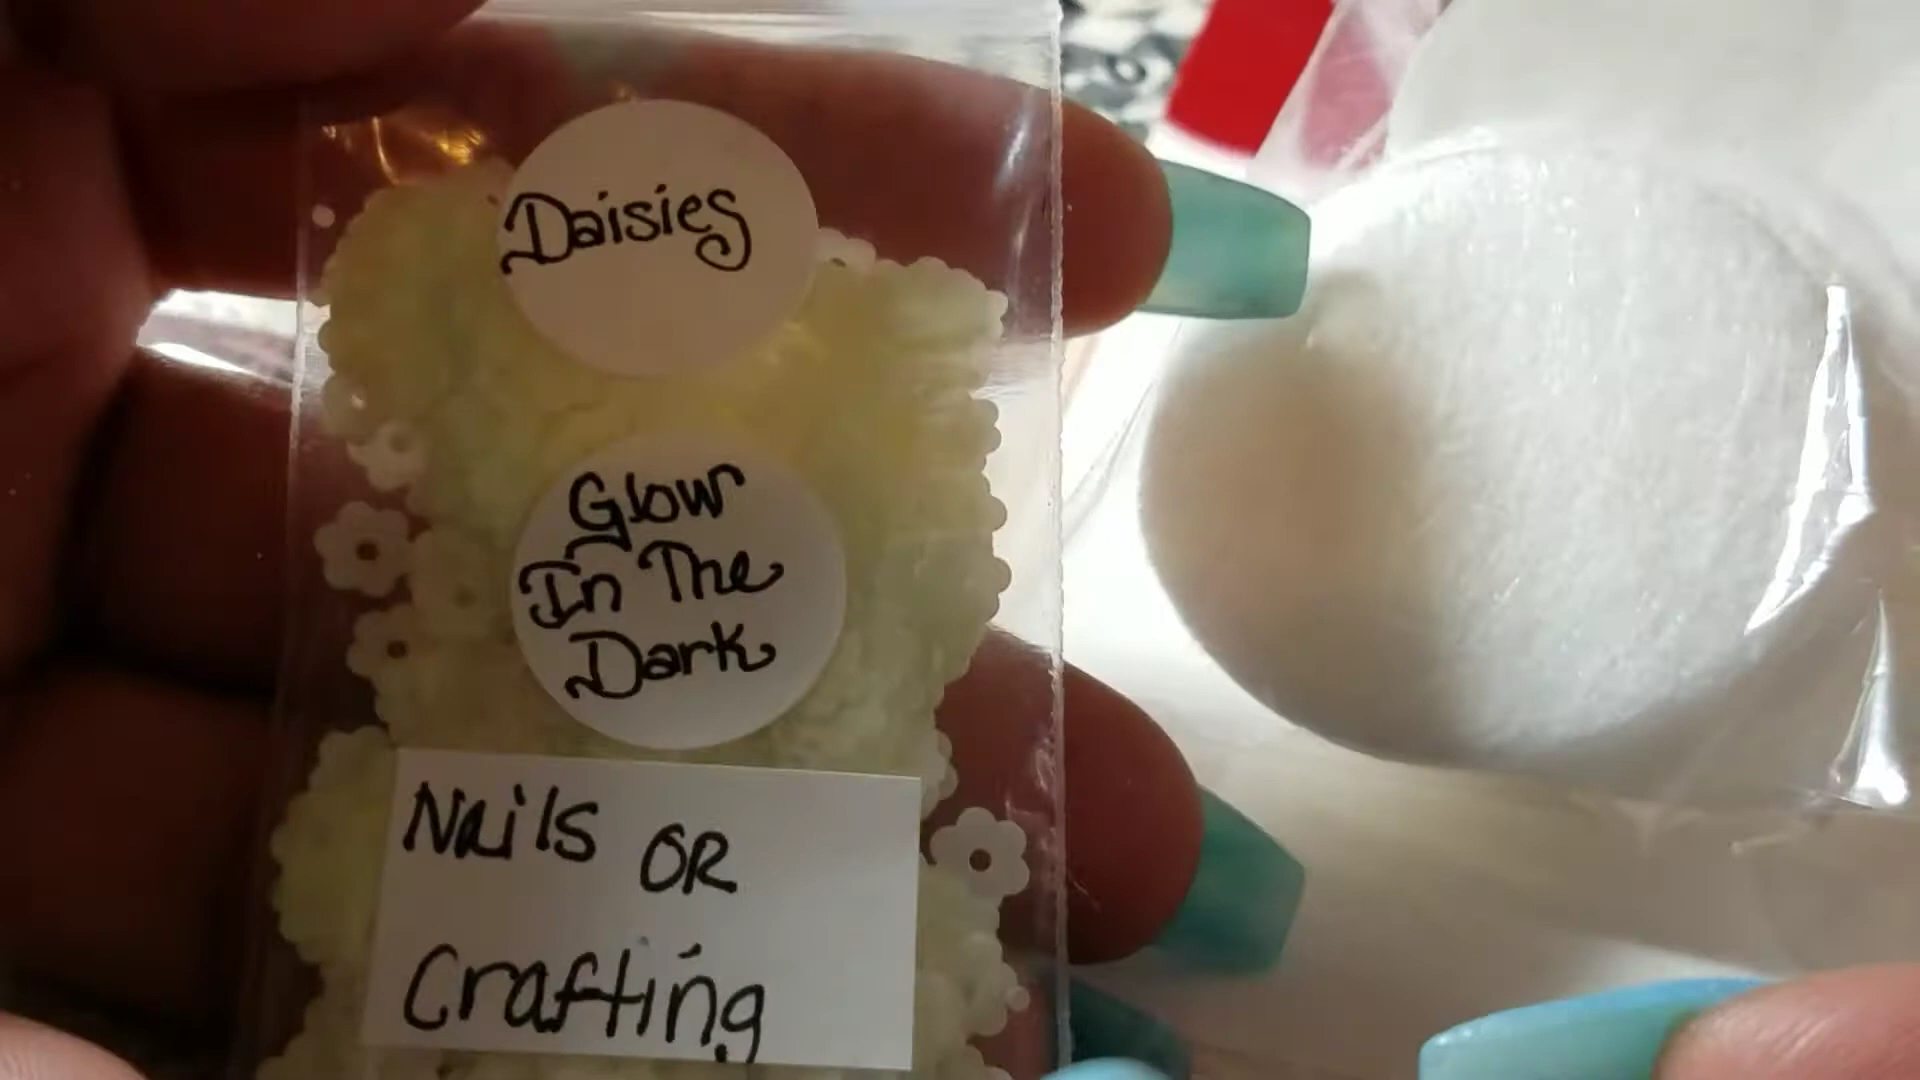 Daisies
Glow
In The
Dark
Nails OR
Crafting